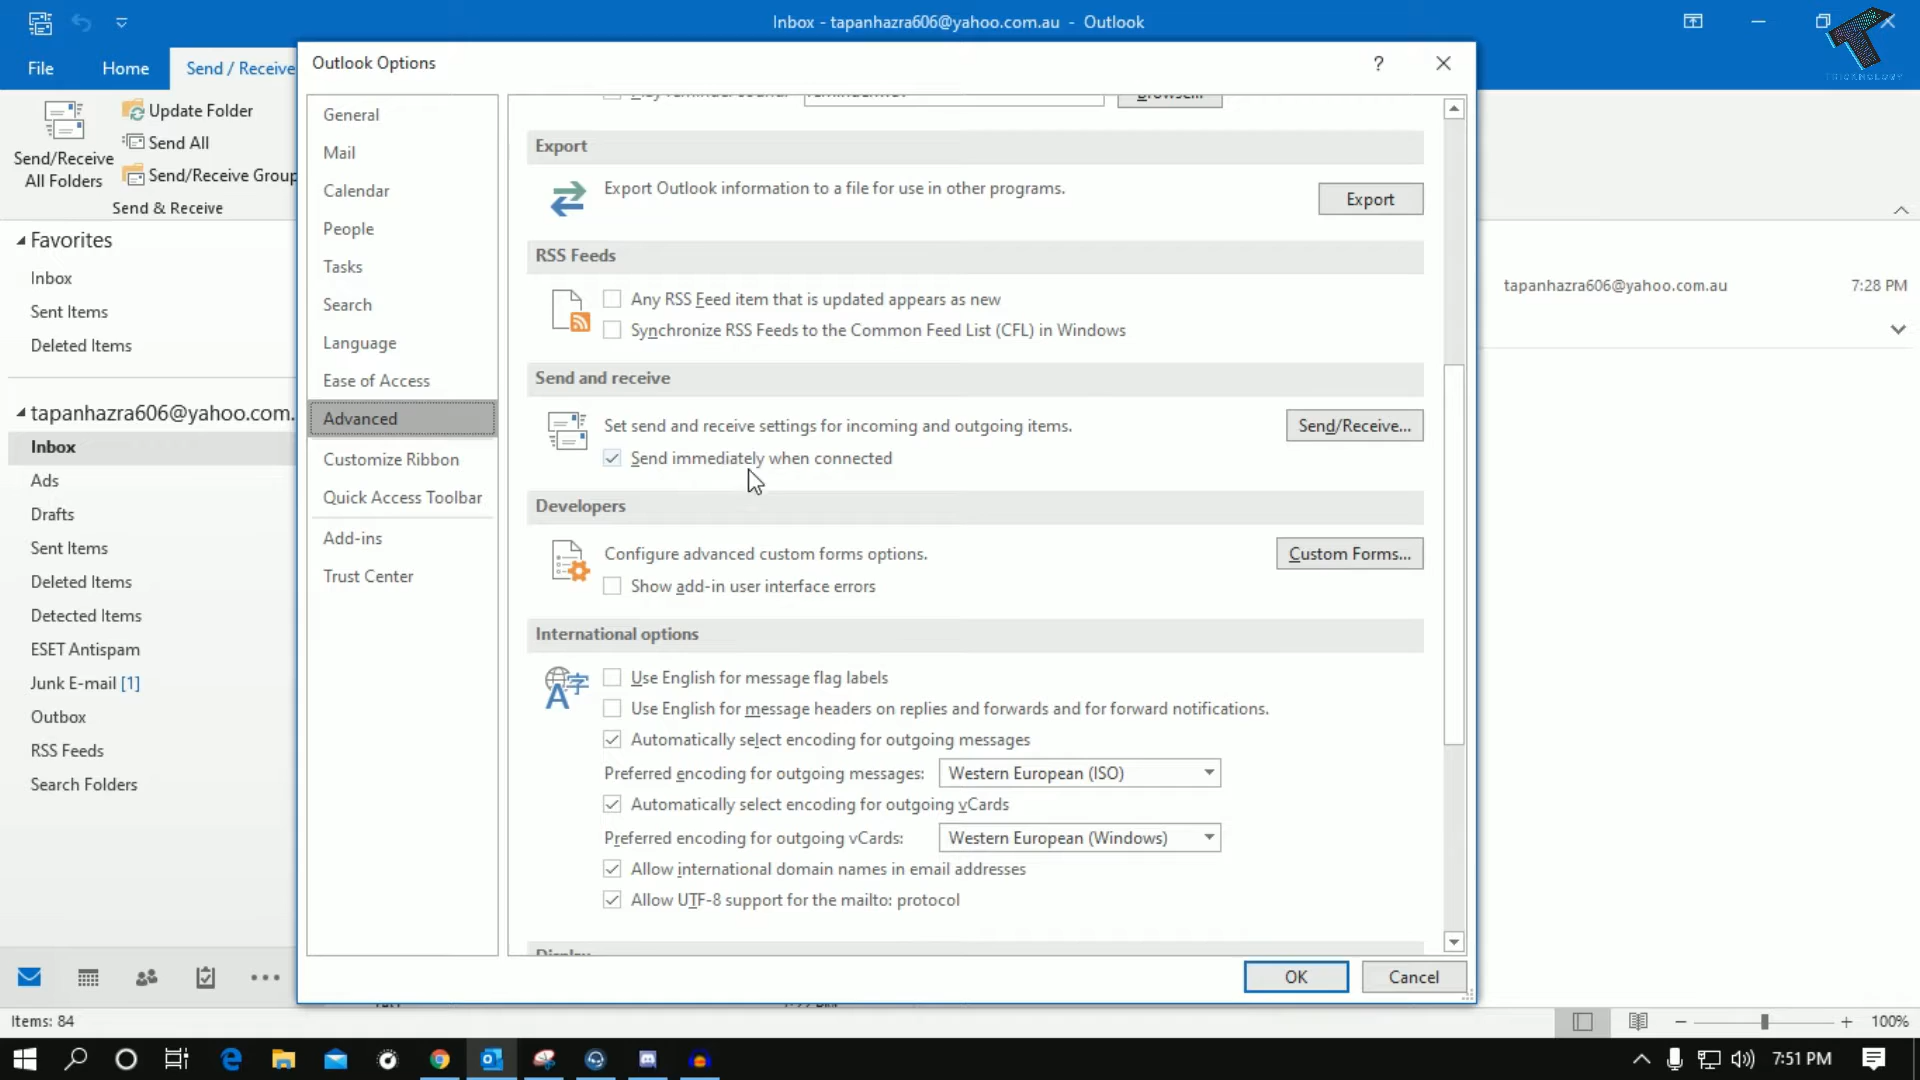 Inbox - tapanhazra606@yahoo.com.au - Outlook
File
Home
Send / Receive
Outlook Options
?
Send/Receive
All Folders
Update Folder
Send All
Send/Receive Group
Send & Receive
Favorites
Inbox
Sent Items
Deleted Items
tapanhazra606@yahoo.com.
Inbox
Ads
Drafts
Sent Items
Deleted Items
Detected Items
ESET Antispam
Junk E-mail [1]
Outbox
RSS Feeds
Search Folders
General
Mail
Calendar
People
Tasks
Search
Language
Ease of Access
Advanced
Customize Ribbon
Quick Access Toolbar
Add-ins
Trust Center
Export
Export Outlook information to a file for use in other programs.
Export
RSS Feeds
Any RSS Feed item that is updated appears as new
Synchronize RSS Feeds to the Common Feed List (CFL) in Windows
Send and receive
Set send and receive settings for incoming and outgoing items.
Send/Receive...
Send immediately when connected
Developers
Configure advanced custom forms options.
Custom Forms...
Show add-in user interface errors
International options
Use English for message flag labels
Use English for message headers on replies and forwards and for forward notifications.
Automatically select encoding for outgoing messages
Preferred encoding for outgoing messages: Western European (ISO)
Automatically select encoding for outgoing vCards
Preferred encoding for outgoing vCards: Western European (Windows)
Allow international domain names in email addresses
Allow UTF-8 support for the mailto: protocol
OK
Cancel
tapanhazra606@yahoo.com.au
7:28 PM
Items: 84
100%
7:51 PM